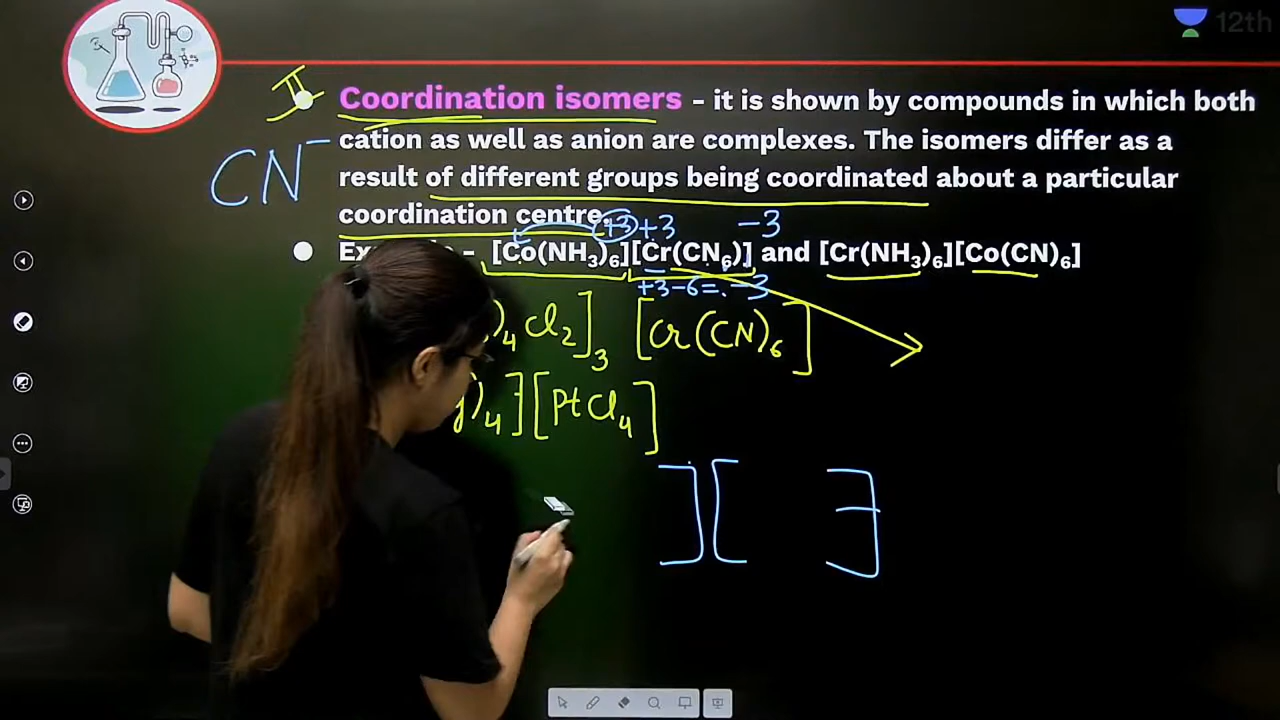 12th
II
Coordination isomers - it is shown by compounds in which both
cation as well as anion are complexes. The isomers differ as a
CN⁻
result of different groups being coordinated about a particular
coordination centre.
+3 +3 -3
[Co(NH₃)₆][Cr(CN₆)] and [Cr(NH₃)₆][Co(CN)₆]
+3-6=-3
)₄Cl₂]₃ [Cr(CN)₆]
)₄][PtCl₄]
][ ]